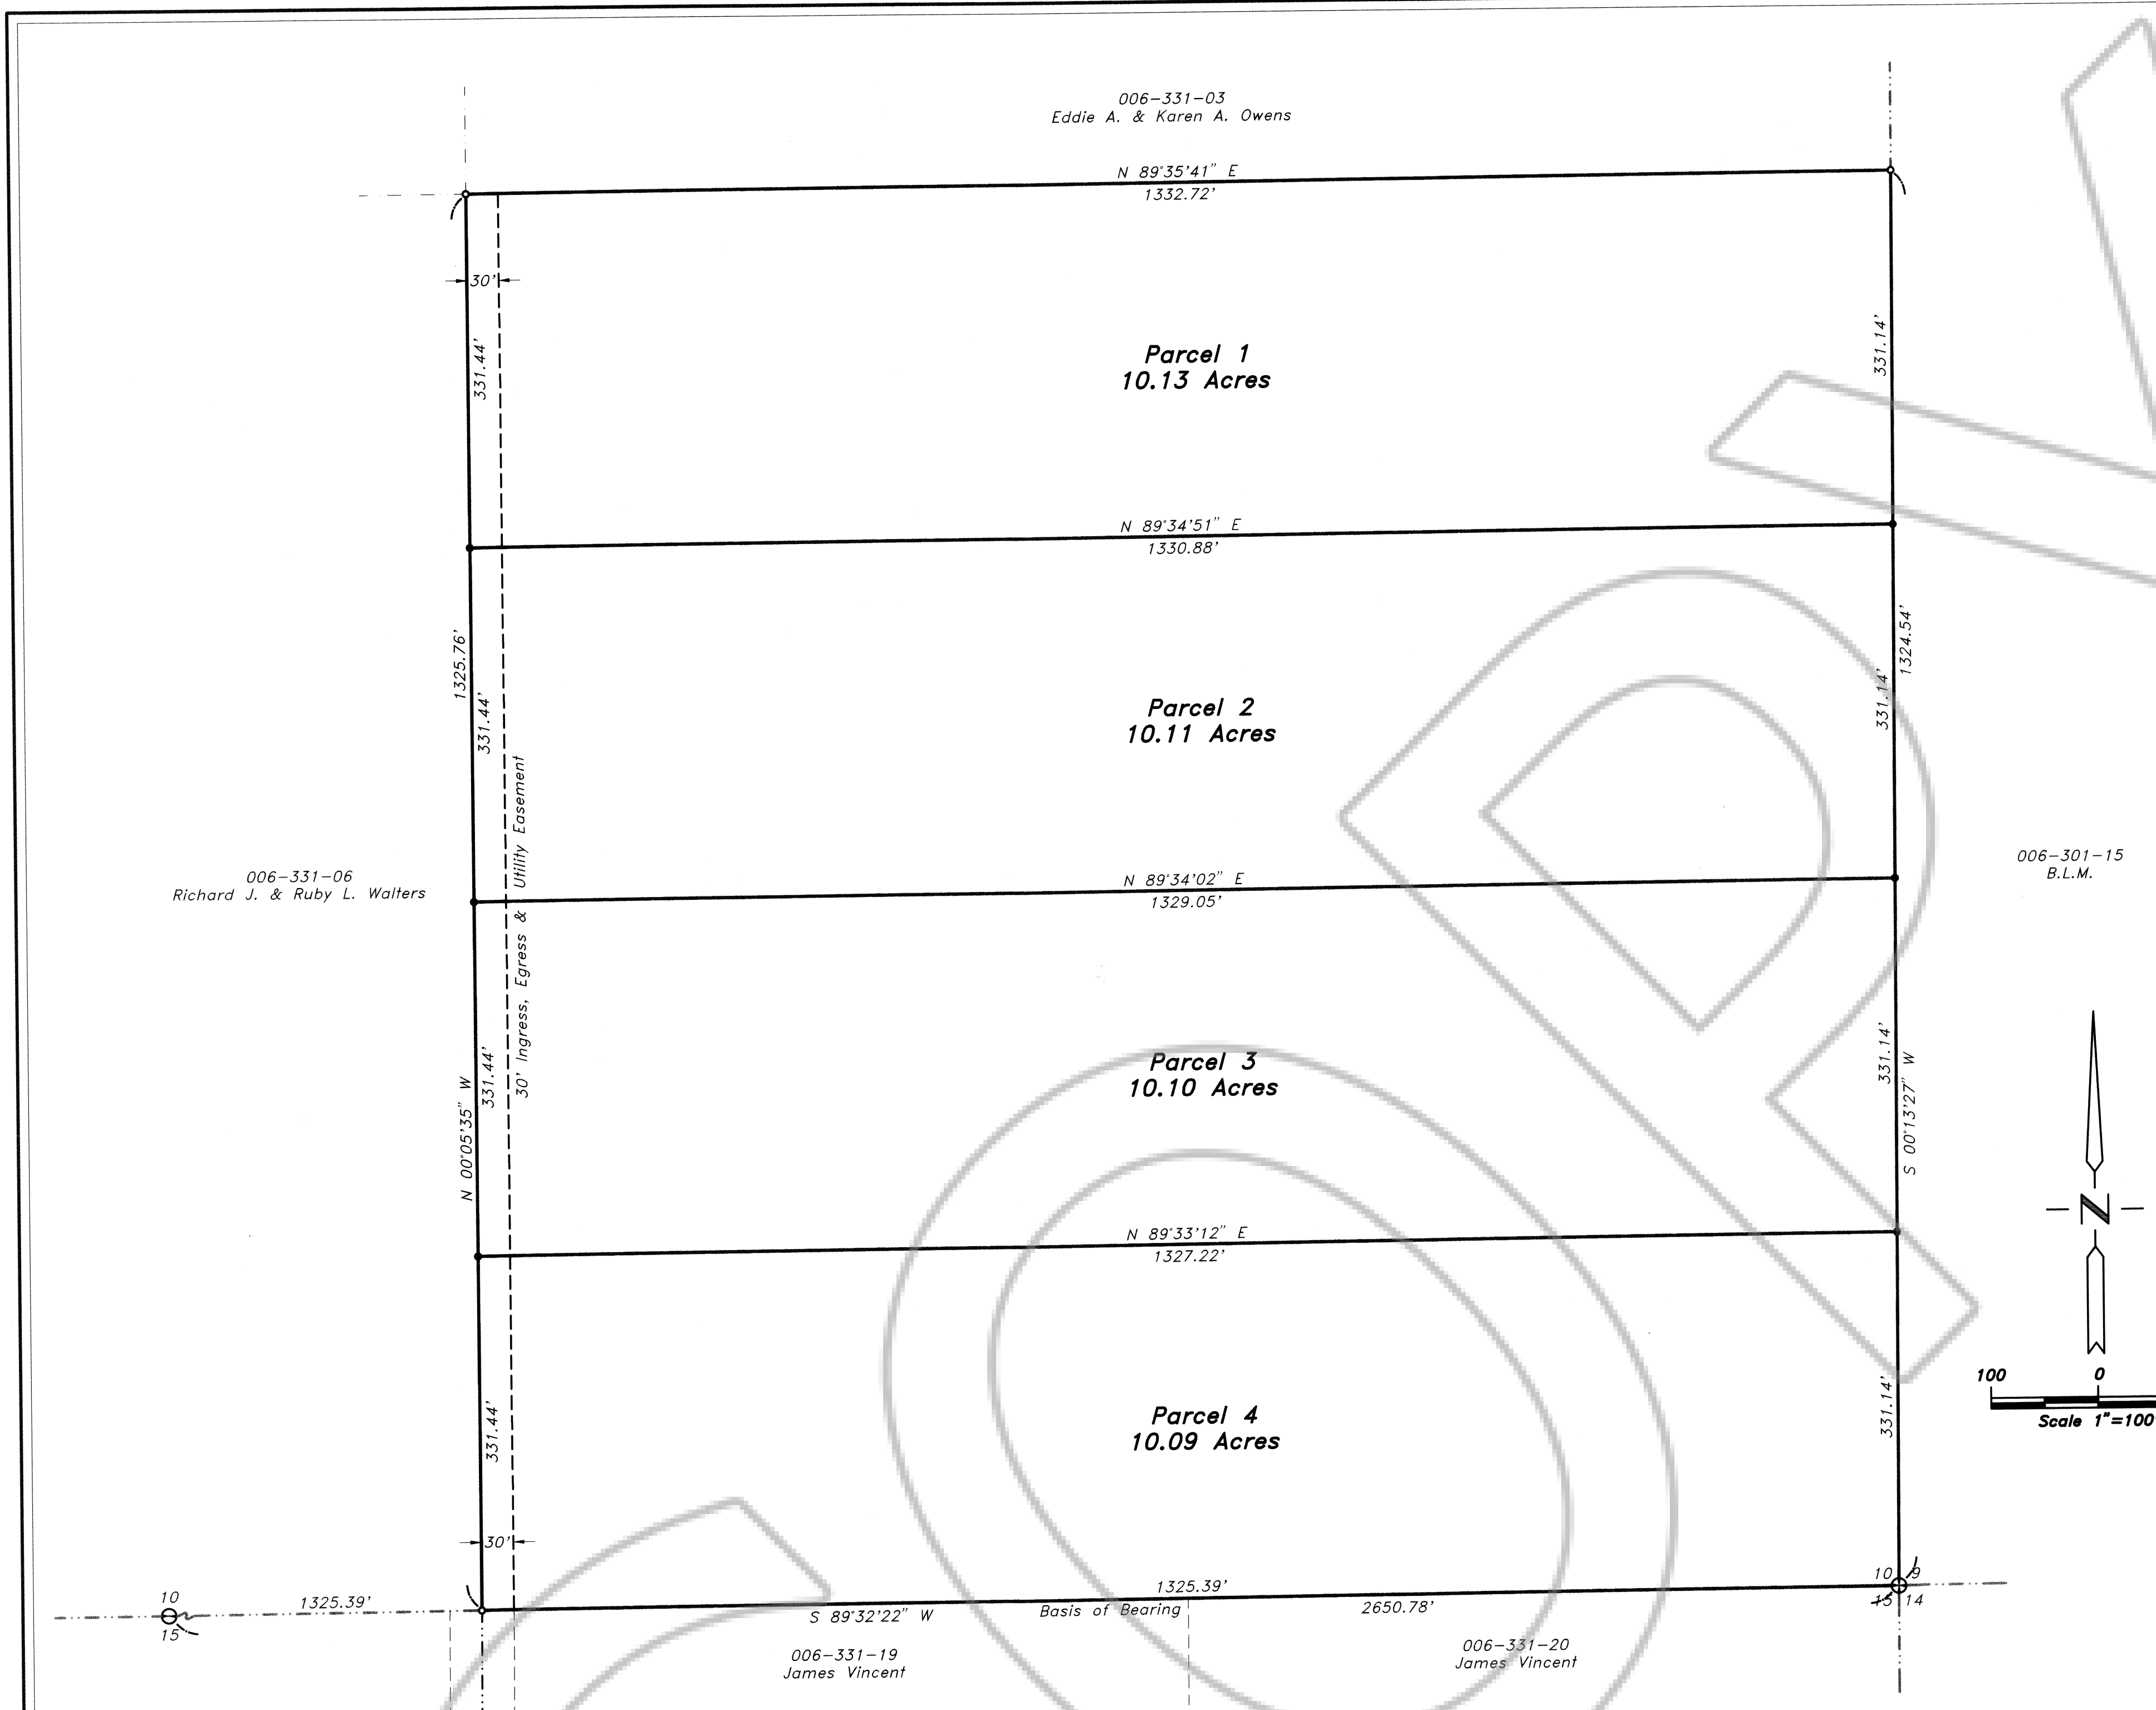 006-331-03
Eddie A. & Karen A. Owens
N 89°35'41" E
1332.72'
30'
331.44'
331.14'
Parcel 1
10.13 Acres
N 89°34'51" E
1330.88'
1325.76'
331.44'
1324.54'
331.14'
Parcel 2
10.11 Acres
30' Ingress, Egress & Utility Easement
006-331-06
Richard J. & Ruby L. Walters
006-301-15
B.L.M.
N 89°34'02" E
1329.05'
N 00°05'35" W
331.44'
331.14'
S 00°13'27" W
Parcel 3
10.10 Acres
N
N 89°33'12" E
1327.22'
100 0
Scale 1"=100
331.44'
331.14'
Parcel 4
10.09 Acres
30'
10
15
1325.39'
1325.39'
S 89°32'22" W
Basis of Bearing
2650.78'
10 9
15 14
006-331-19
James Vincent
006-331-20
James Vincent
COP